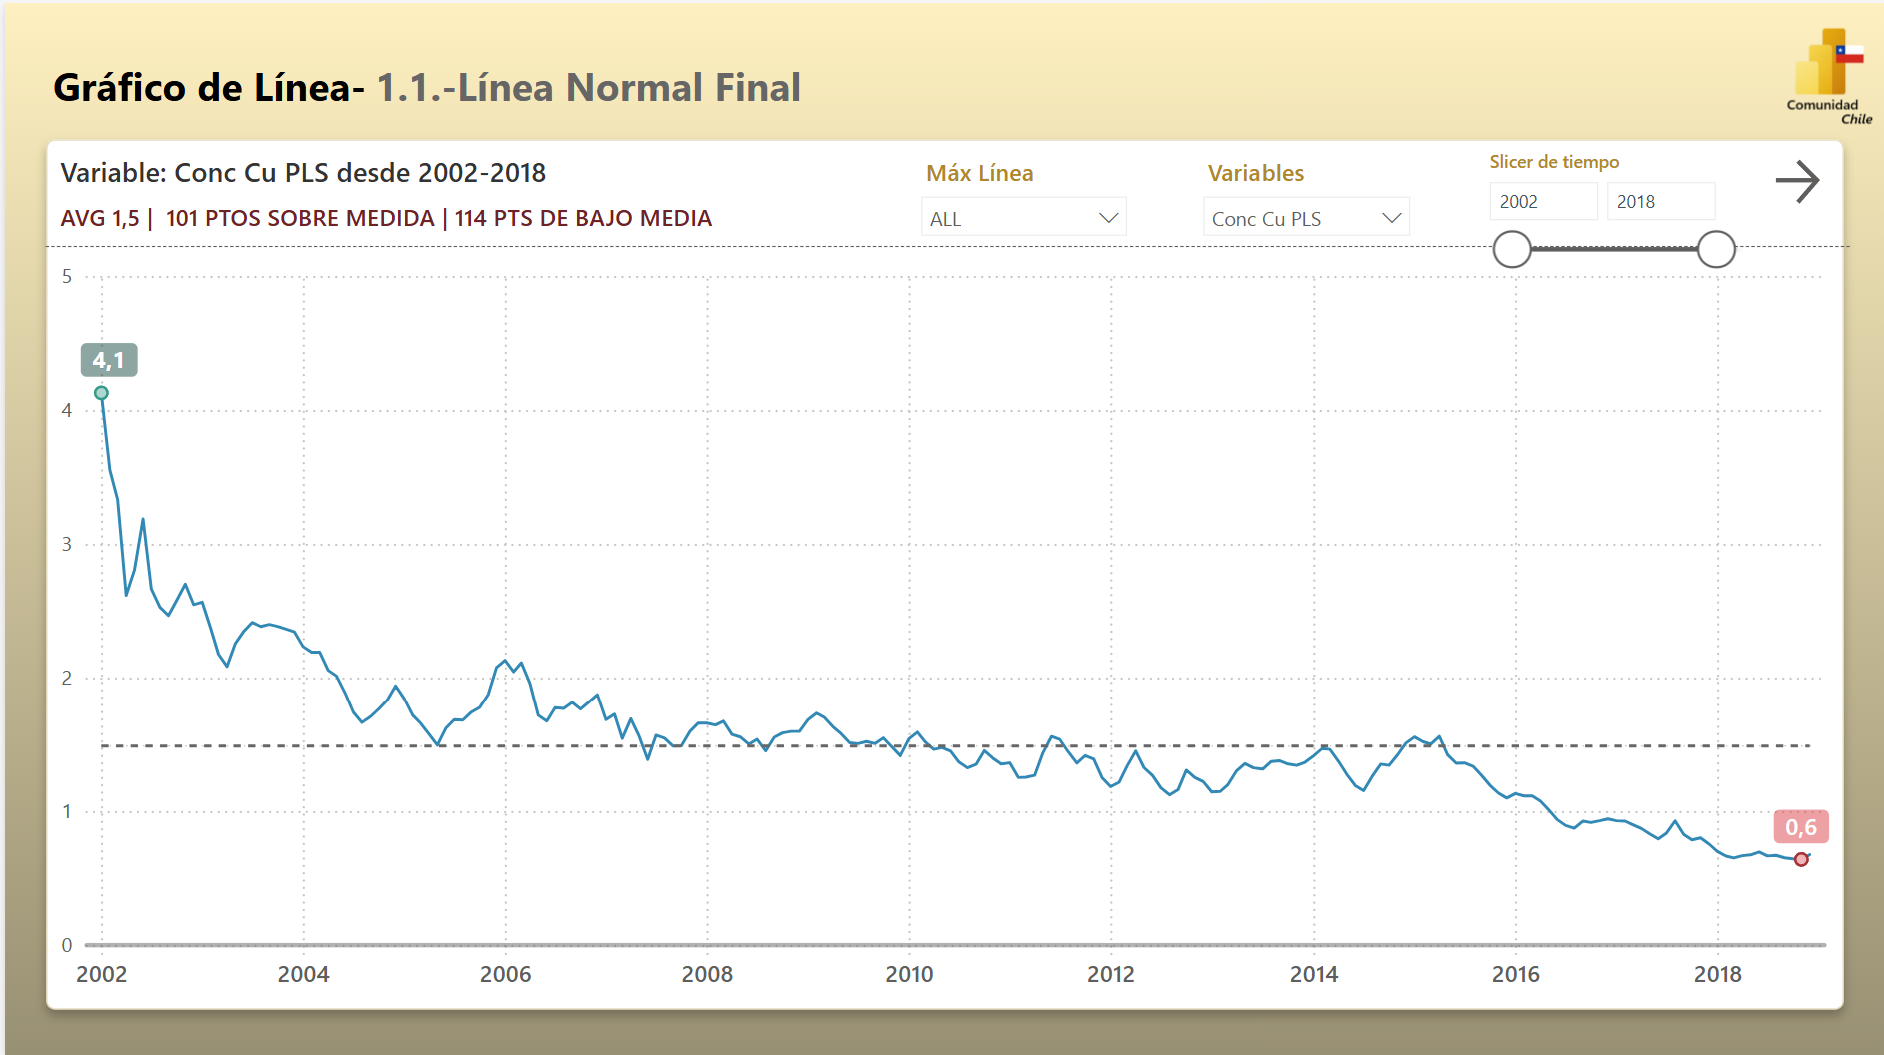 Gráfico de Línea- 1.1.-Línea Normal Final
Comunidad
Chile
Variable: Conc Cu PLS desde 2002-2018
AVG 1,5 | 101 PTOS SOBRE MEDIDA | 114 PTS DE BAJO MEDIA
Máx Línea
ALL
Variables
Conc Cu PLS
Slicer de tiempo
2002 2018
5
4,1
4
3
2
1
0,6
0
2002 2004 2006 2008 2010 2012 2014 2016 2018